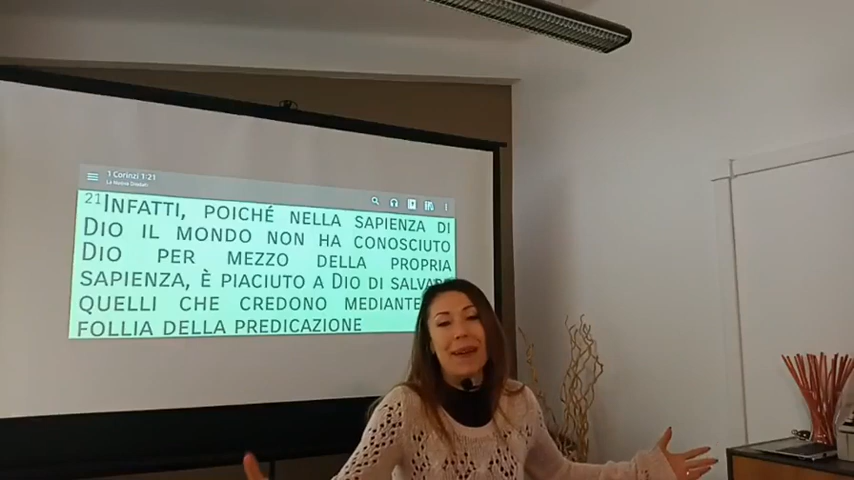 1 Corinzi 1:21
La Nuova Diodati
21INFATTI, POICHÉ NELLA SAPIENZA DI
DIO IL MONDO NON HA CONOSCIUTO
DIO PER MEZZO DELLA PROPRIA
SAPIENZA, È PIACIUTO A DIO DI SALVARE
QUELLI CHE CREDONO MEDIANTE
FOLLIA DELLA PREDICAZIONE